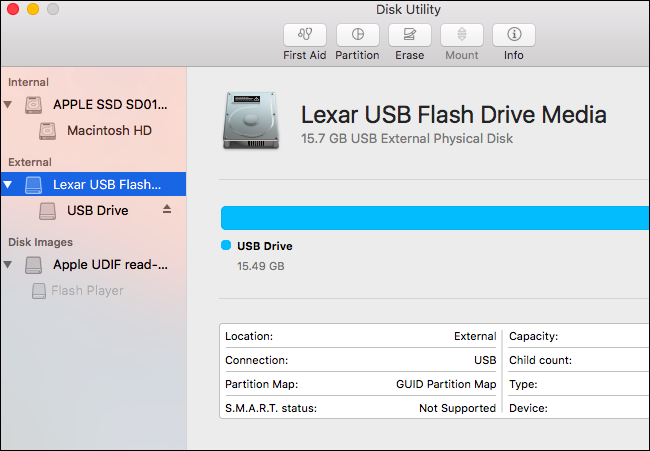 Disk Utility
First Aid Partition Erase Mount Info
Internal
APPLE SSD SD01...
Macintosh HD
External
Lexar USB Flash...
USB Drive
Disk Images
Apple UDIF read-...
Flash Player
Lexar USB Flash Drive Media
15.7 GB USB External Physical Disk
USB Drive
15.49 GB
Location: External Capacity:
Connection: USB Child count:
Partition Map: GUID Partition Map Type:
S.M.A.R.T. status: Not Supported Device: